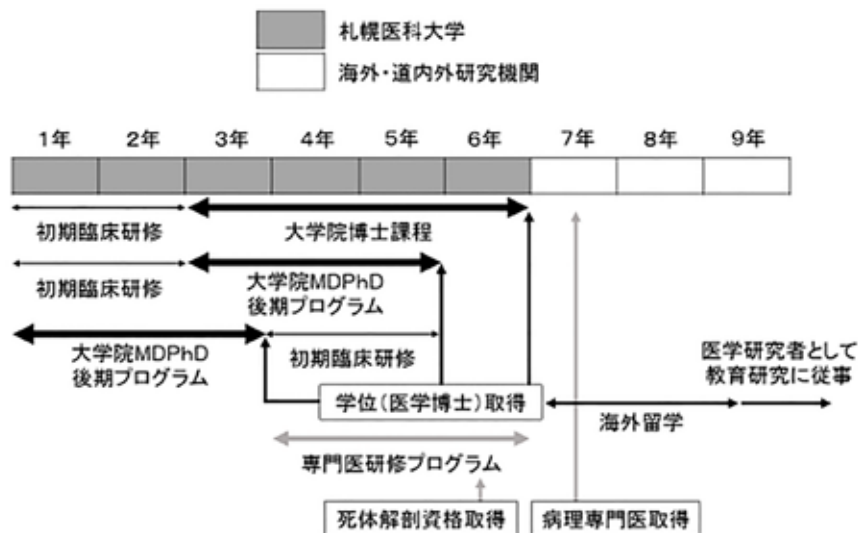 札幌医科大学
海外・道内外研究機関
1年 2年 3年 4年 5年 6年 7年 8年 9年
初期臨床研修 大学院博士課程
初期臨床研修 大学院MDPhD
後期プログラム
大学院MDPhD
後期プログラム
初期臨床研修
医学研究者として
教育研究に従事
学位(医学博士)取得
海外留学
専門医研修プログラム
死体解剖資格取得 病理専門医取得